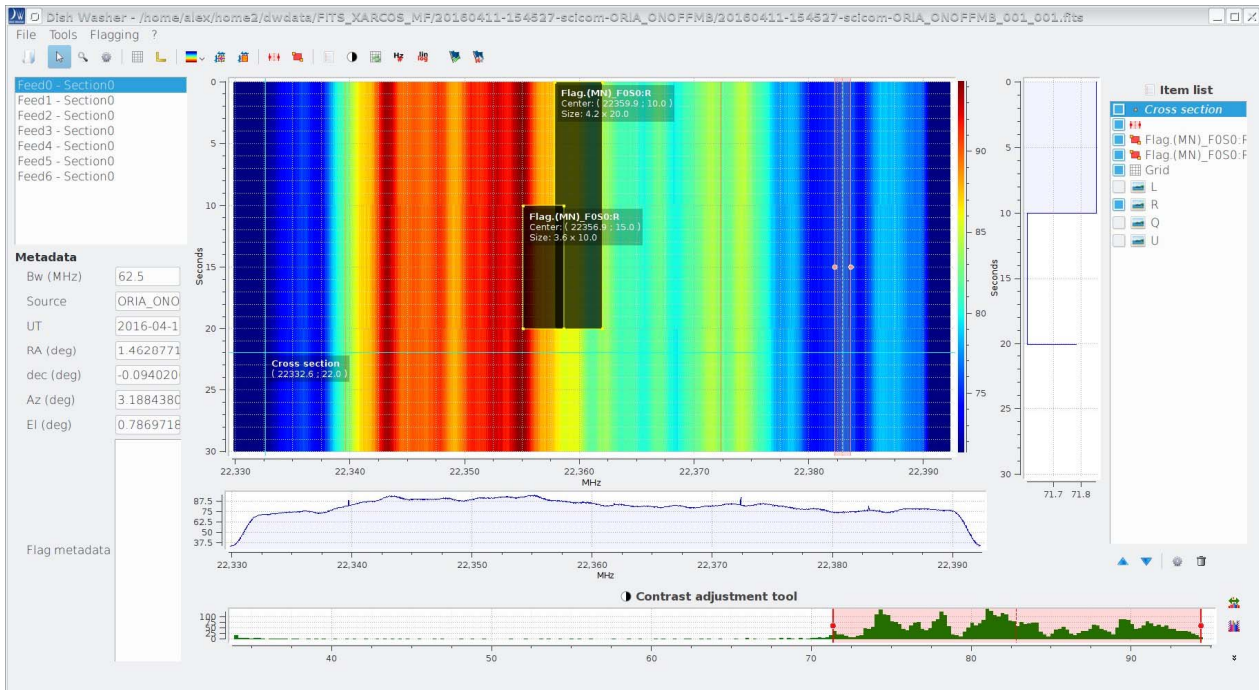 Dish Washer - /home/alex/home2/dwdata/FITS_XARCOS_MF/20160411-154527-scicom-ORIA_ONOFFMB/20160411-154527-scicom-ORIA_ONOFFMB_001_001.fits
File Tools Flagging ?
Feed0 - Section0
Feed1 - Section0
Feed2 - Section0
Feed3 - Section0
Feed4 - Section0
Feed5 - Section0
Feed6 - Section0
Metadata
Bw (MHz) 62.5
Source ORIA_ONO
UT 2016-04-1
RA (deg) 1.4628771
dec (deg) -0.094020
Az (deg) 3.1884380
El (deg) 0.7869718
Flag metadata
0
5
10
15
20
25
30
Seconds
Flag.(MN)_F0S0:R
Center: ( 22359.9 ; 10.0 )
Size: 4.2 x 20.0
Flag.(MN)_F0S0:R
Center: ( 22356.9 ; 15.0 )
Size: 3.6 x 10.0
Cross section
( 22332.6 ; 22.0 )
22,330 22,340 22,350 22,360 22,370 22,380 22,390
MHz
90
85
80
75
0
5
10
15
20
25
30
Seconds
71.7 71.8
Item list
Cross section
Flag.(MN)_F0S0:R
Flag.(MN)_F0S0:R
Grid
L
R
Q
U
87.5
75
62.5
50
37.5
22,330 22,340 22,350 22,360 22,370 22,380 22,390
MHz
Contrast adjustment tool
100
75
50
25
0
40 50 60 70 80 90